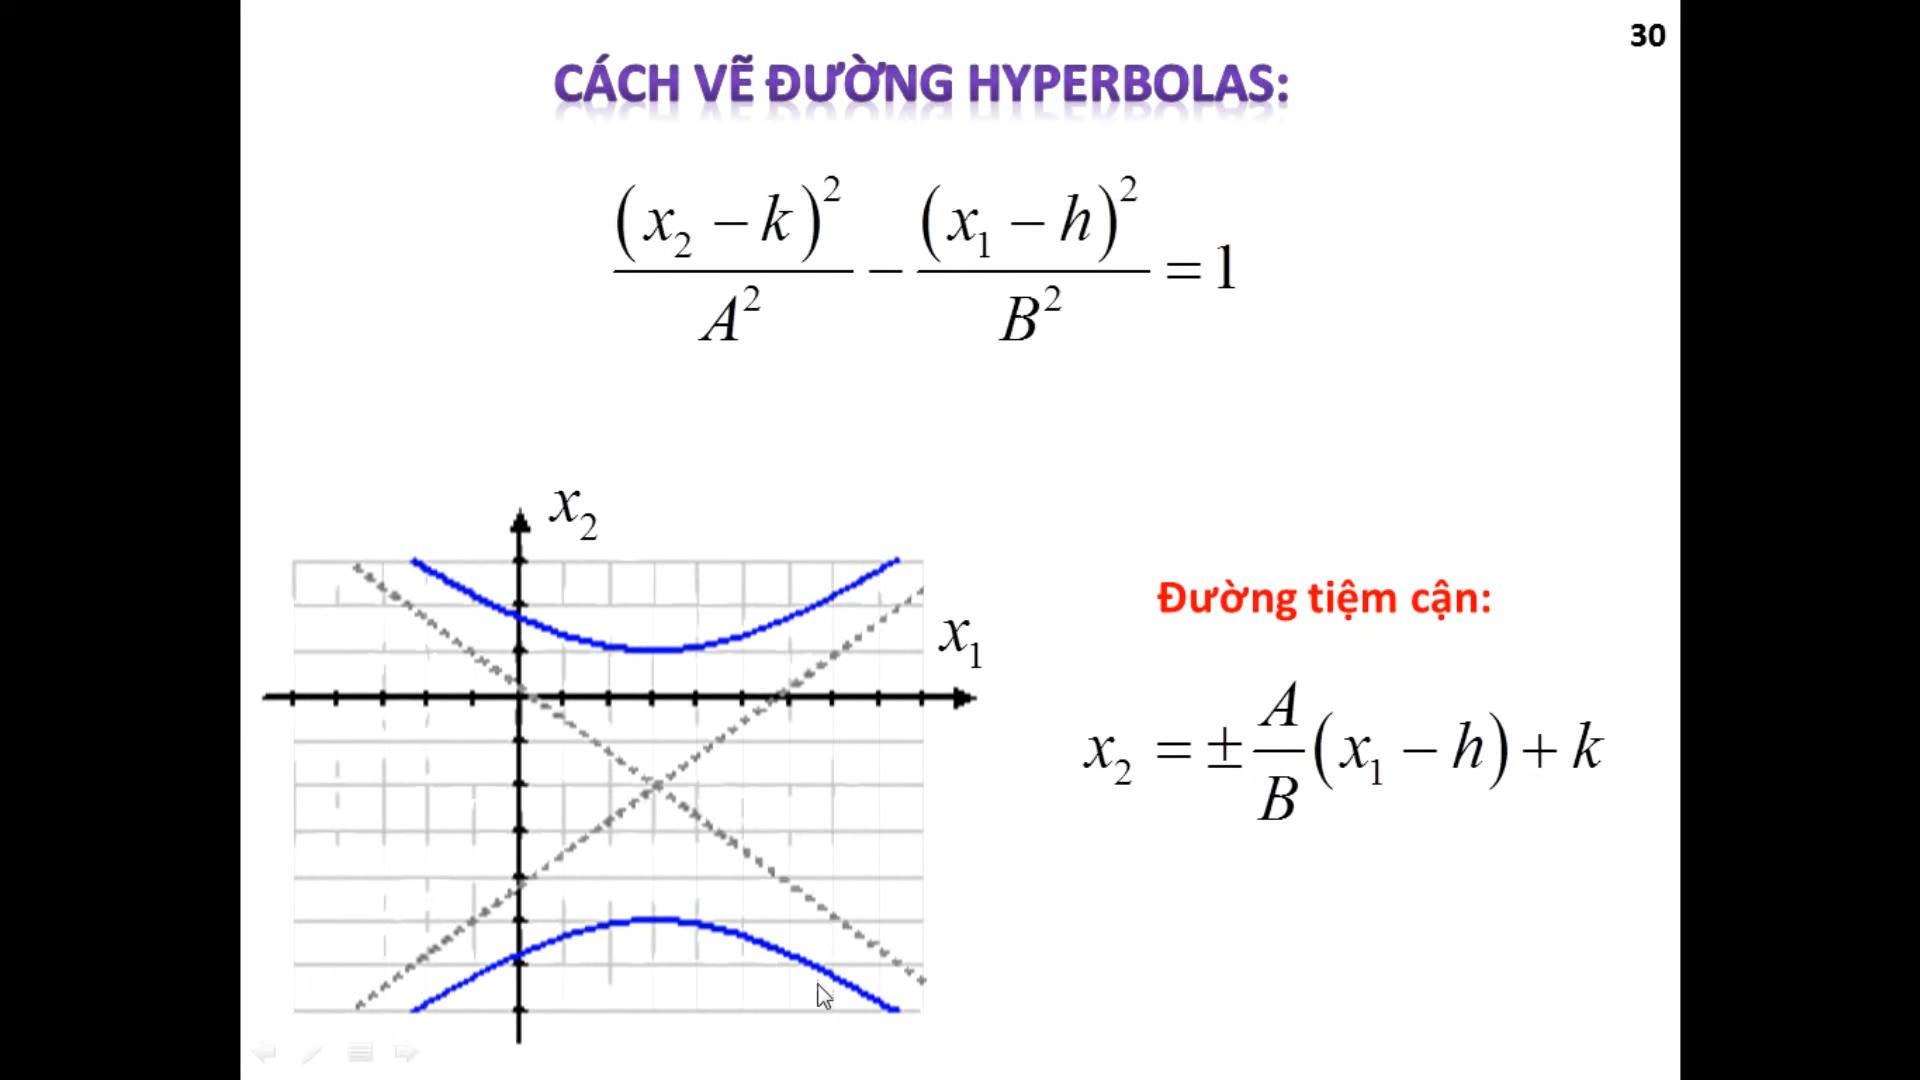 30
CÁCH VẼ ĐƯỜNG HYPERBOLAS:
(x₂ − k)²/A² − (x₁ − h)²/B² = 1
x₂
x₁
Đường tiệm cận:
x₂ = ± A/B (x₁ − h) + k